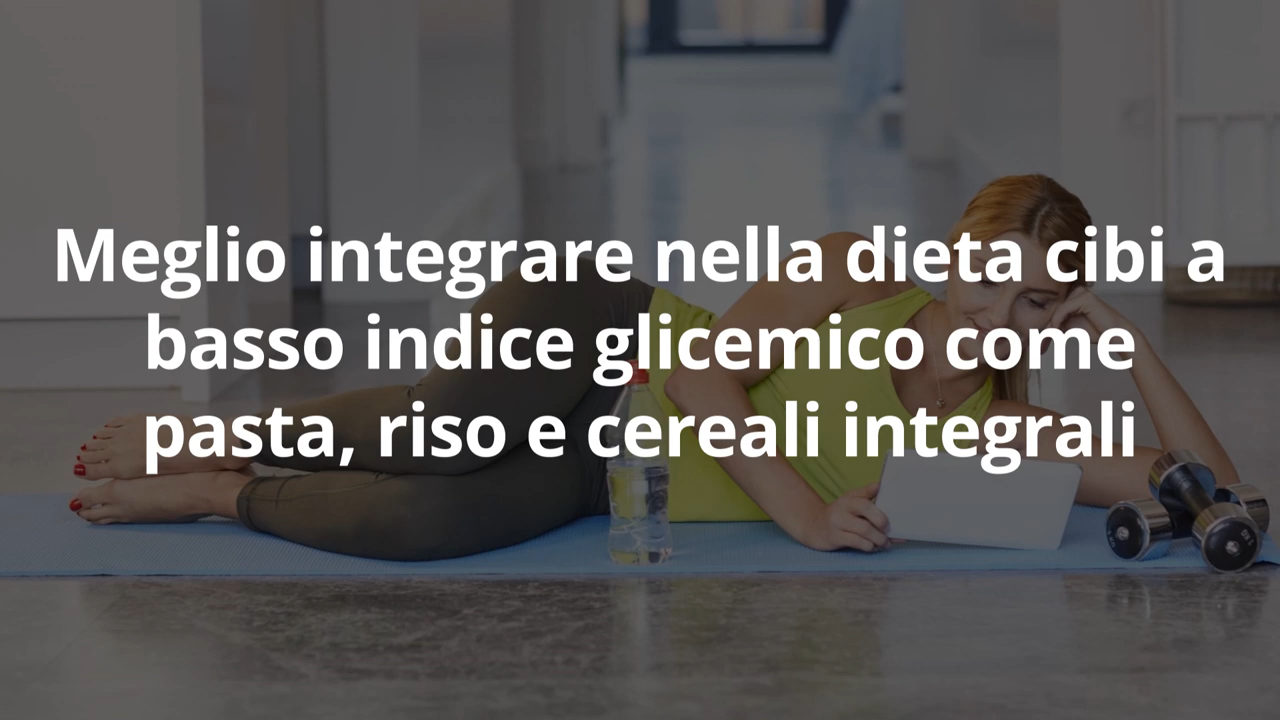 Meglio integrare nella dieta cibi a
basso indice glicemico come
pasta, riso e cereali integrali